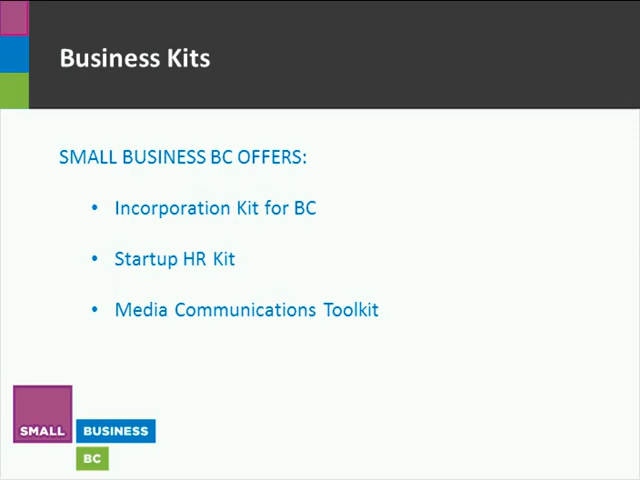 Business Kits
SMALL BUSINESS BC OFFERS:
• Incorporation Kit for BC
• Startup HR Kit
• Media Communications Toolkit
SMALL BUSINESS
BC